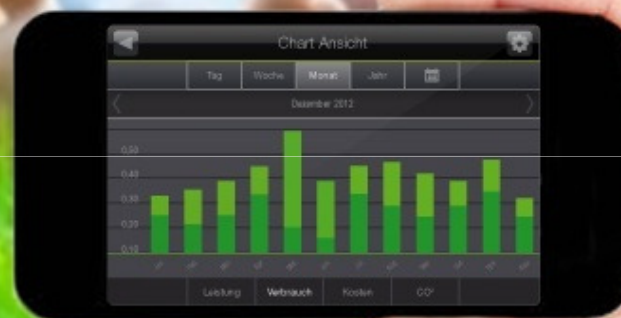 Chart Ansicht
Tag Woche Monat Jahr
Dezember 2012
0,50
0,40
0,30
0,20
0,10
Leistung Verbrauch Kosten CO²